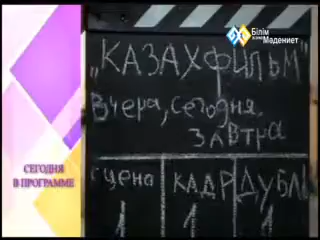 Білім
Мәдениет
"КАЗАХФИЛЬМ"
Вчера, сегодня,
завтра
сцена КАДР ДУБЛЬ
1 1 1
СЕГОДНЯ
В ПРОГРАММЕ